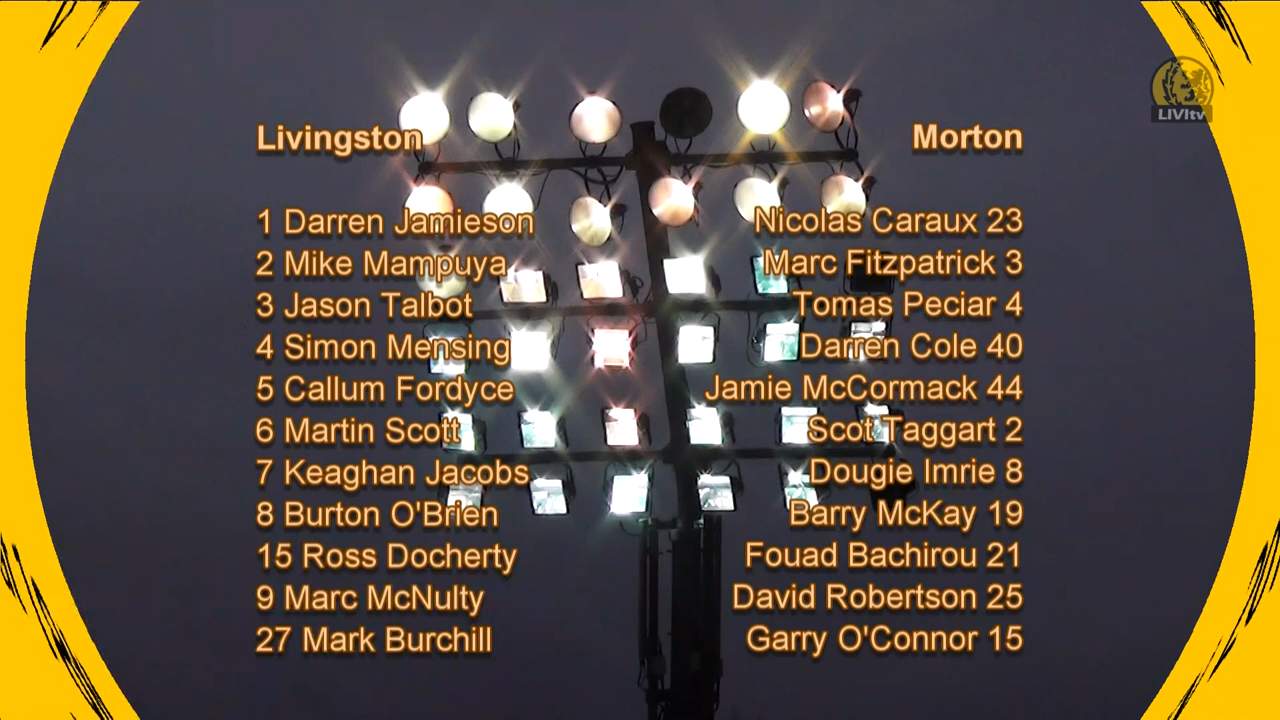 LIVItv
Livingston
Morton
1 Darren Jamieson
Nicolas Caraux 23
2 Mike Mampuya
Marc Fitzpatrick 3
3 Jason Talbot
Tomas Peciar 4
4 Simon Mensing
Darren Cole 40
5 Callum Fordyce
Jamie McCormack 44
6 Martin Scott
Scot Taggart 2
7 Keaghan Jacobs
Dougie Imrie 8
8 Burton O'Brien
Barry McKay 19
15 Ross Docherty
Fouad Bachirou 21
9 Marc McNulty
David Robertson 25
27 Mark Burchill
Garry O'Connor 15